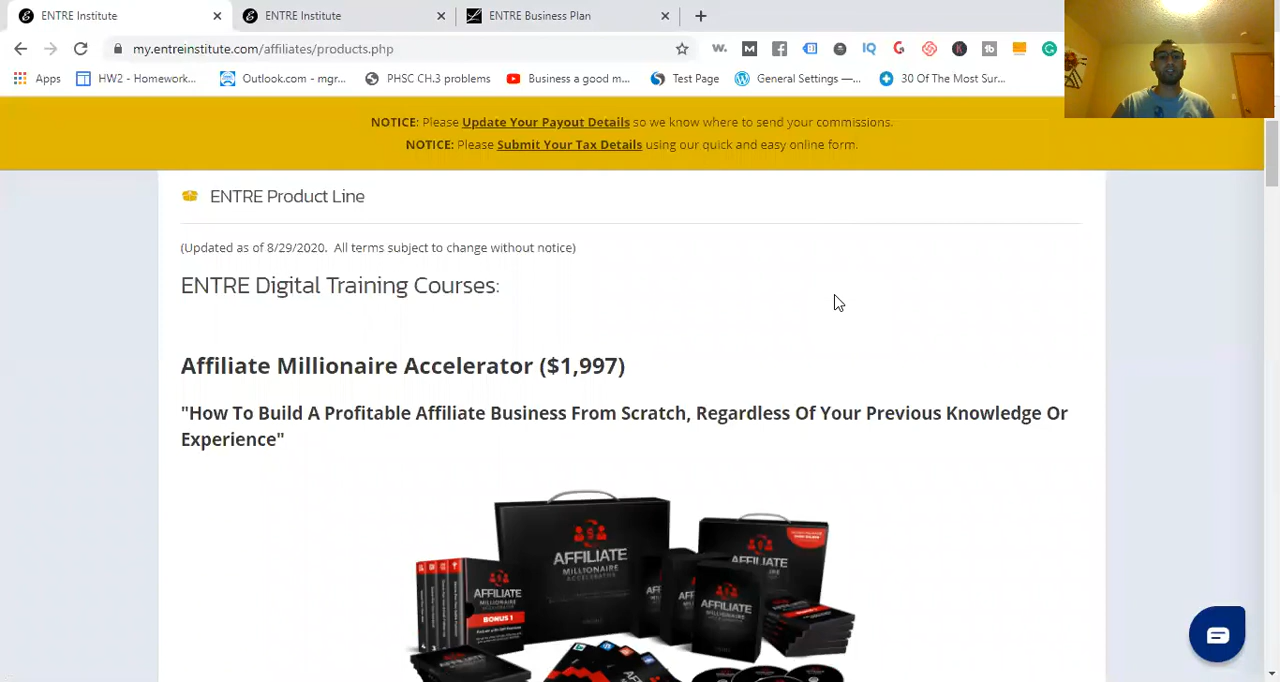 ENTRE Institute
ENTRE Institute
ENTRE Business Plan
my.entreinstitute.com/affiliates/products.php
Apps
HW2 - Homework...
Outlook.com - mgr...
PHSC CH.3 problems
Business a good m...
Test Page
General Settings —...
30 Of The Most Sur...
NOTICE: Please Update Your Payout Details so we know where to send your commissions.
NOTICE: Please Submit Your Tax Details using our quick and easy online form.
ENTRE Product Line
(Updated as of 8/29/2020. All terms subject to change without notice)
ENTRE Digital Training Courses:
Affiliate Millionaire Accelerator ($1,997)
"How To Build A Profitable Affiliate Business From Scratch, Regardless Of Your Previous Knowledge Or
Experience"
AFFILIATE
MILLIONAIRE
ACCELERATOR
AFFILIATE
AFFILIATE
MILLIONAIRE
BONUS 1
AFFILIATE